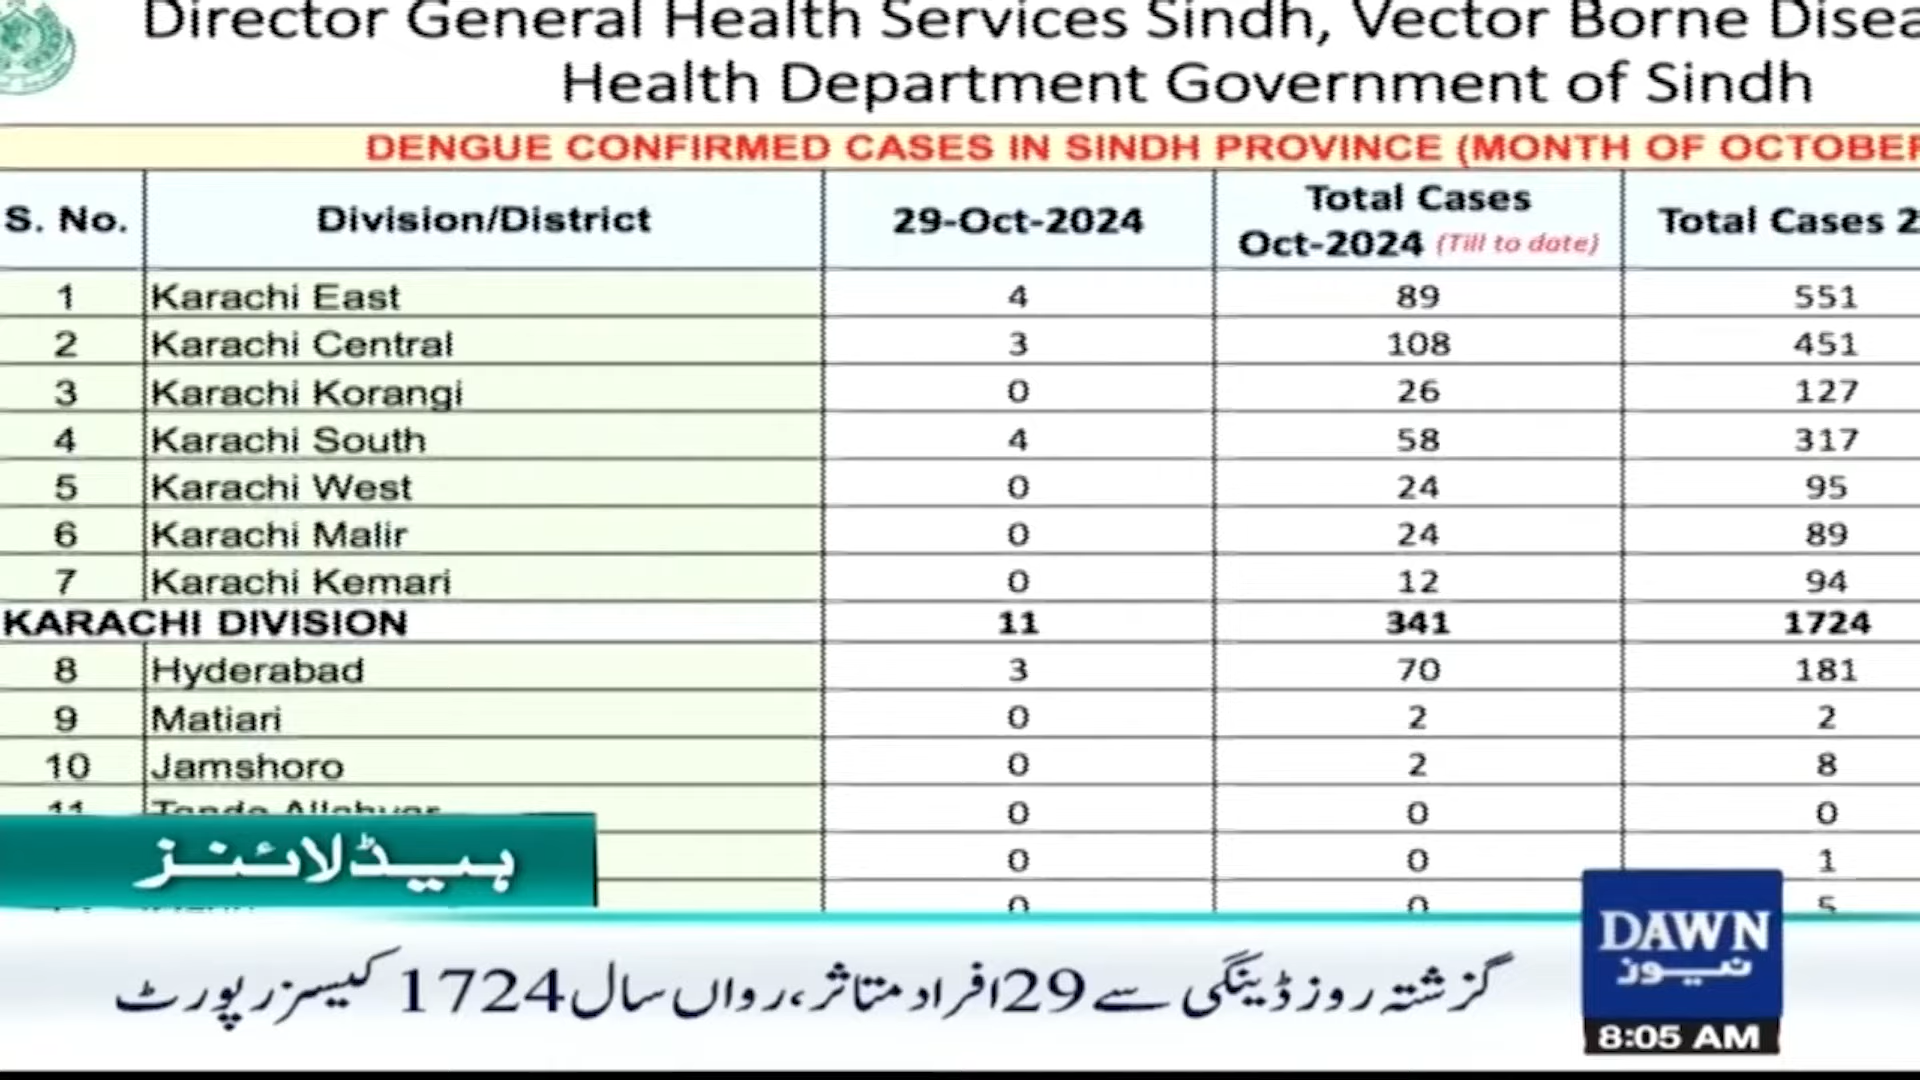 Director General Health Services Sindh, Vector Borne
Health Department Government of Sindh
DENGUE CONFIRMED CASES IN SINDH PROVINCE (MONTH OF OCTOBER
S. No. Division/District 29-Oct-2024 Total Cases Oct-2024 (Till to date) Total Cases 2
1 Karachi East 4 89 551
2 Karachi Central 3 108 451
3 Karachi Korangi 0 26 127
4 Karachi South 4 58 317
5 Karachi West 0 24 95
6 Karachi Malir 0 24 89
7 Karachi Kemari 0 12 94
KARACHI DIVISION 11 341 1724
8 Hyderabad 3 70 181
9 Matiari 0 2 2
10 Jamshoro 0 2 8
11 0 0 0
0 0 1
0 0 5
ہیڈلائنز
گزشتہ روز ڈینگی سے 29 افراد متاثر، رواں سال 1724 کیسز رپورٹ
DAWN
نیوز
8:05 AM